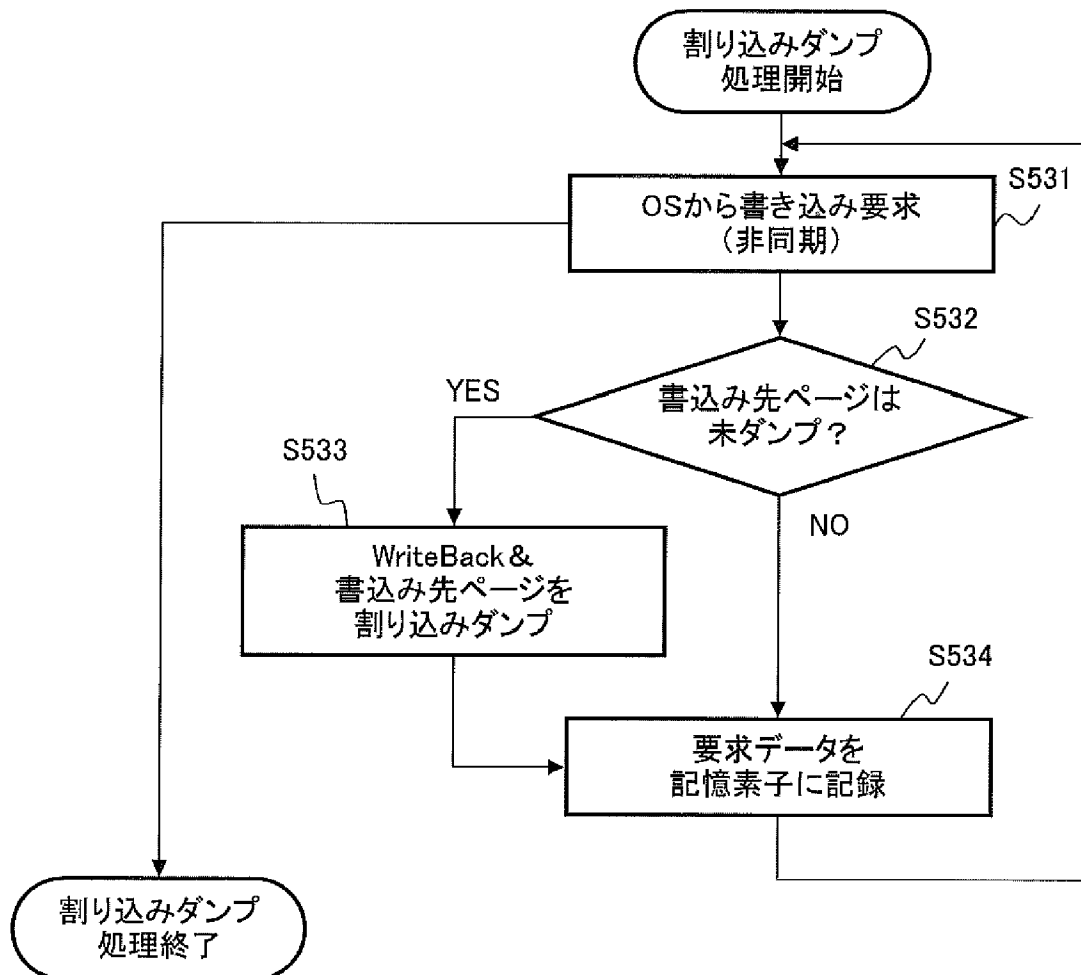 割り込みダンプ
処理開始
S531
OSから書き込み要求
（非同期）
S532
書込み先ページは
未ダンプ？
YES
NO
S533
WriteBack＆
書込み先ページを
割り込みダンプ
S534
要求データを
記憶素子に記録
割り込みダンプ
処理終了